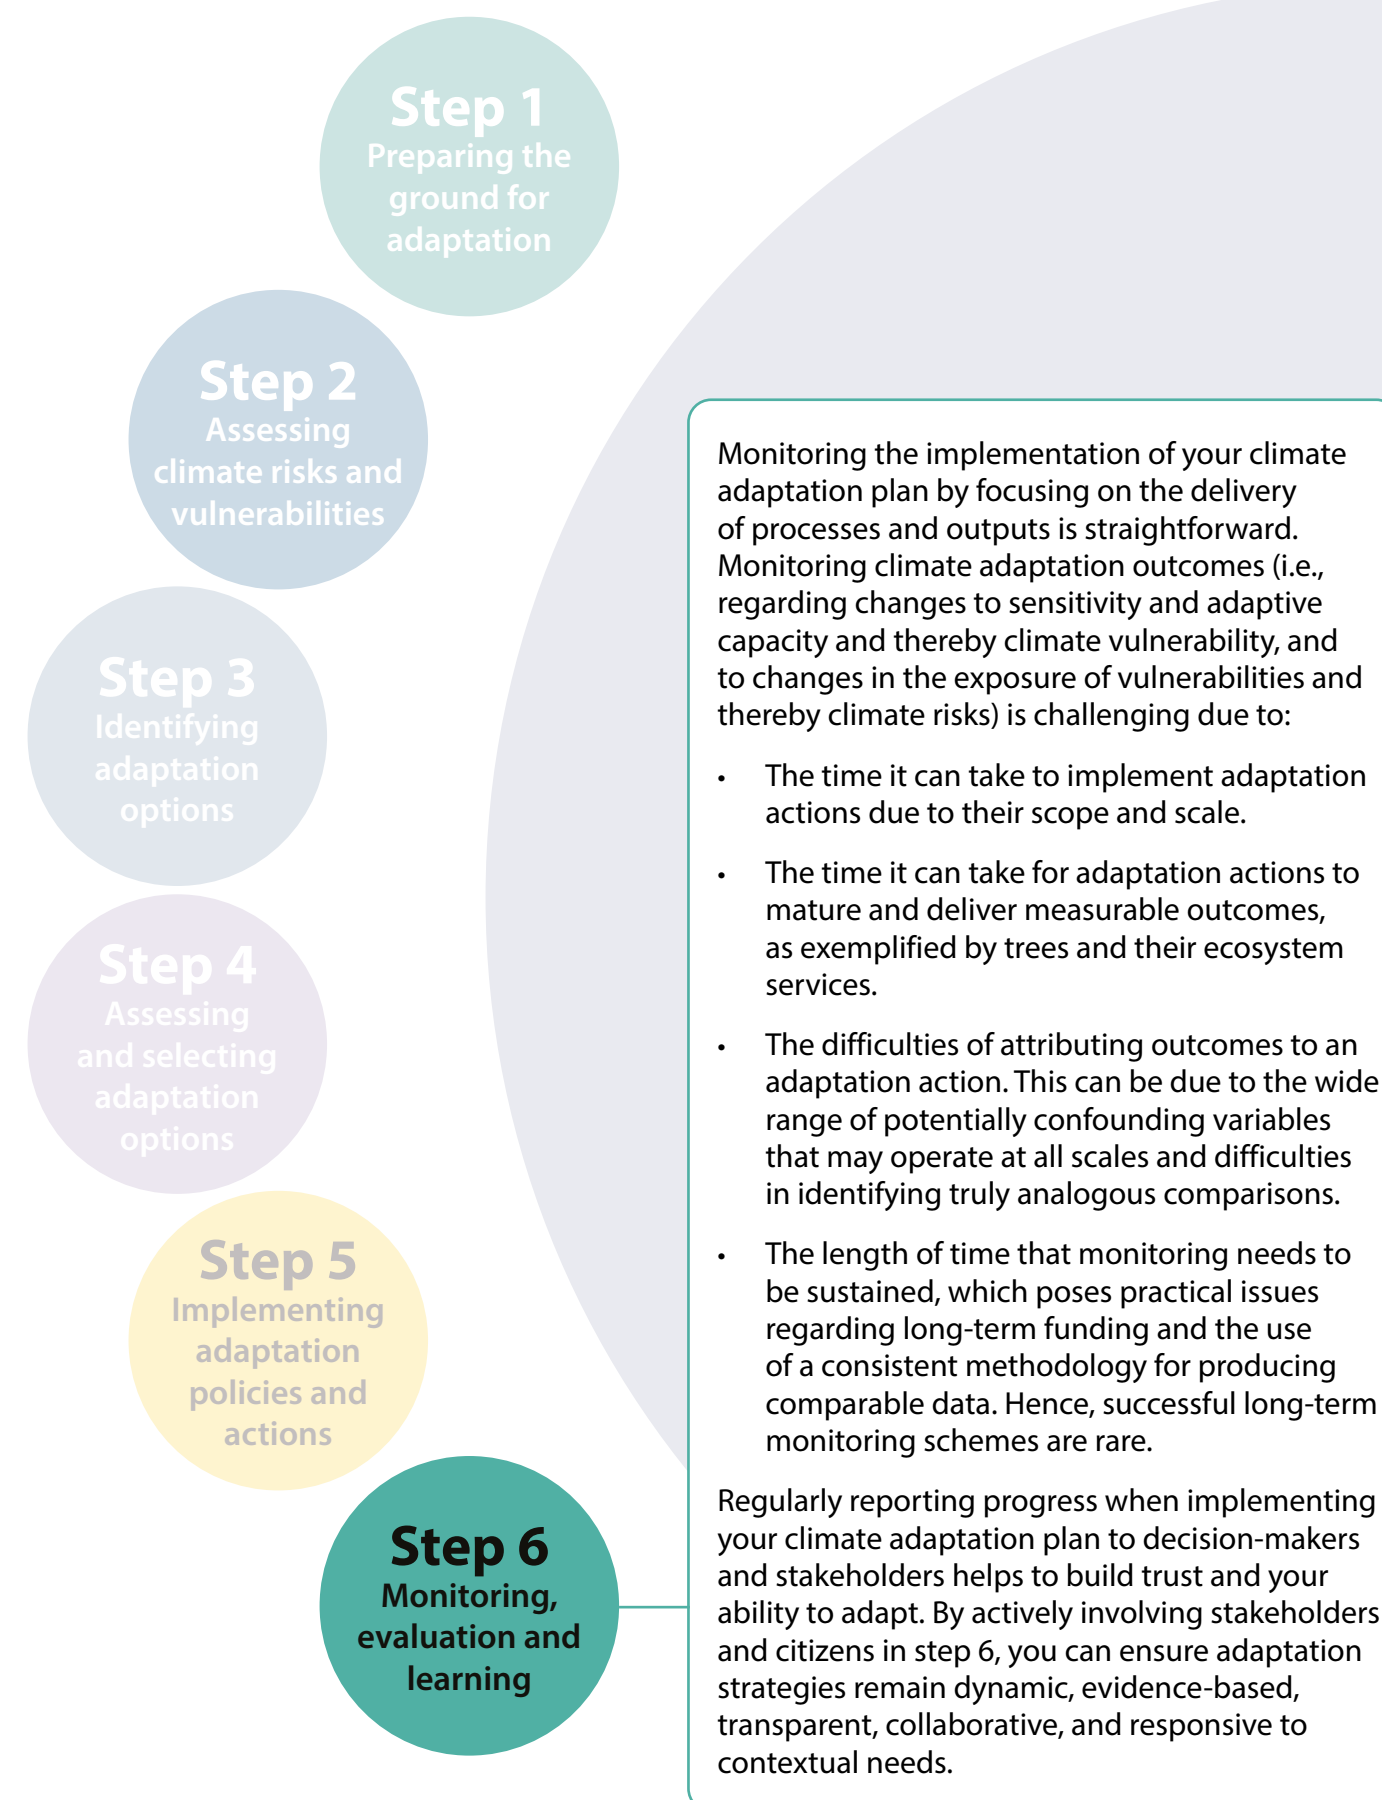 Step 1
Preparing the
ground for
adaptation
Step 2
Assessing
climate risks and
vulnerabilities
Step 3
Identifying
adaptation
options
Step 4
Assessing
and selecting
adaptation
options
Step 5
Implementing
adaptation
policies and
actions
Step 6
Monitoring,
evaluation and
learning
Monitoring the implementation of your climate
adaptation plan by focusing on the delivery
of processes and outputs is straightforward.
Monitoring climate adaptation outcomes (i.e.,
regarding changes to sensitivity and adaptive
capacity and thereby climate vulnerability, and
to changes in the exposure of vulnerabilities and
thereby climate risks) is challenging due to:
• The time it can take to implement adaptation
actions due to their scope and scale.
• The time it can take for adaptation actions to
mature and deliver measurable outcomes,
as exemplified by trees and their ecosystem
services.
• The difficulties of attributing outcomes to an
adaptation action. This can be due to the wide
range of potentially confounding variables
that may operate at all scales and difficulties
in identifying truly analogous comparisons.
• The length of time that monitoring needs to
be sustained, which poses practical issues
regarding long-term funding and the use
of a consistent methodology for producing
comparable data. Hence, successful long-term
monitoring schemes are rare.
Regularly reporting progress when implementing
your climate adaptation plan to decision-makers
and stakeholders helps to build trust and your
ability to adapt. By actively involving stakeholders
and citizens in step 6, you can ensure adaptation
strategies remain dynamic, evidence-based,
transparent, collaborative, and responsive to
contextual needs.